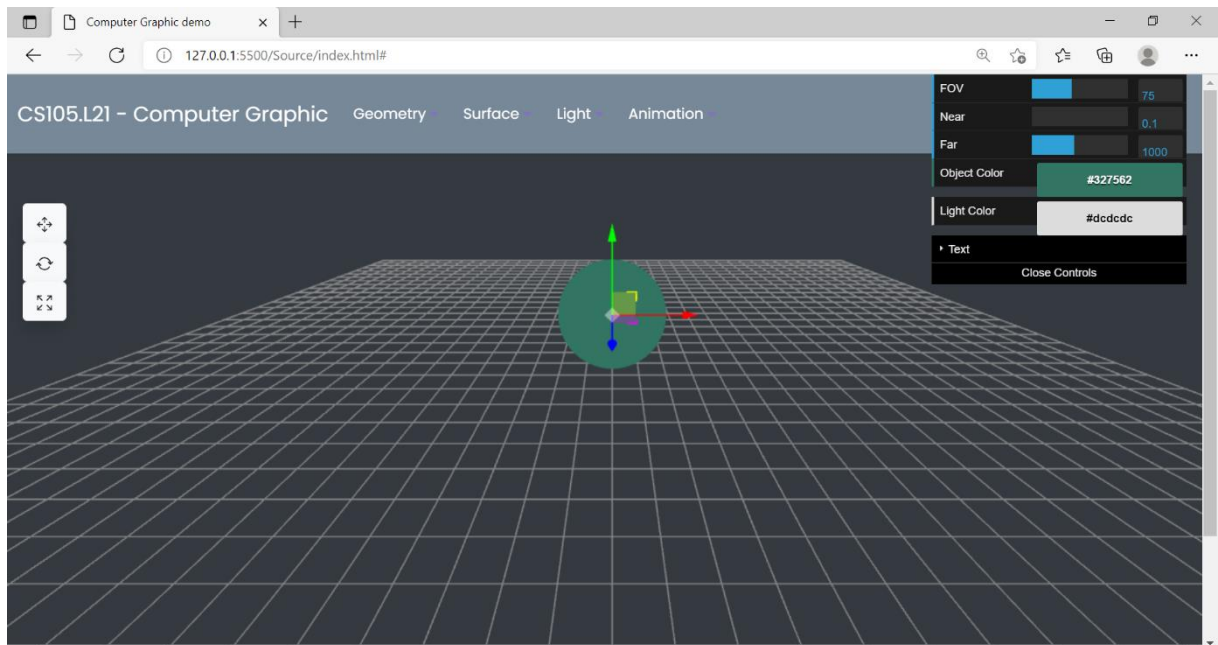 Computer Graphic demo
127.0.0.1:5500/Source/index.html#
CS105.L21 - Computer Graphic Geometry Surface Light Animation
FOV 75
Near 0.1
Far 1000
Object Color #327562
Light Color #dcdcdc
Text
Close Controls